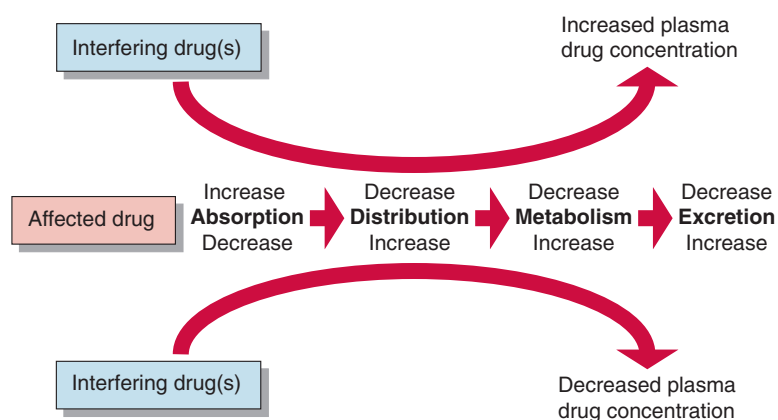 Interfering drug(s)
Increased plasma
drug concentration
Affected drug
Increase
Absorption
Decrease
Decrease
Distribution
Increase
Decrease
Metabolism
Increase
Decrease
Excretion
Increase
Interfering drug(s)
Decreased plasma
drug concentration